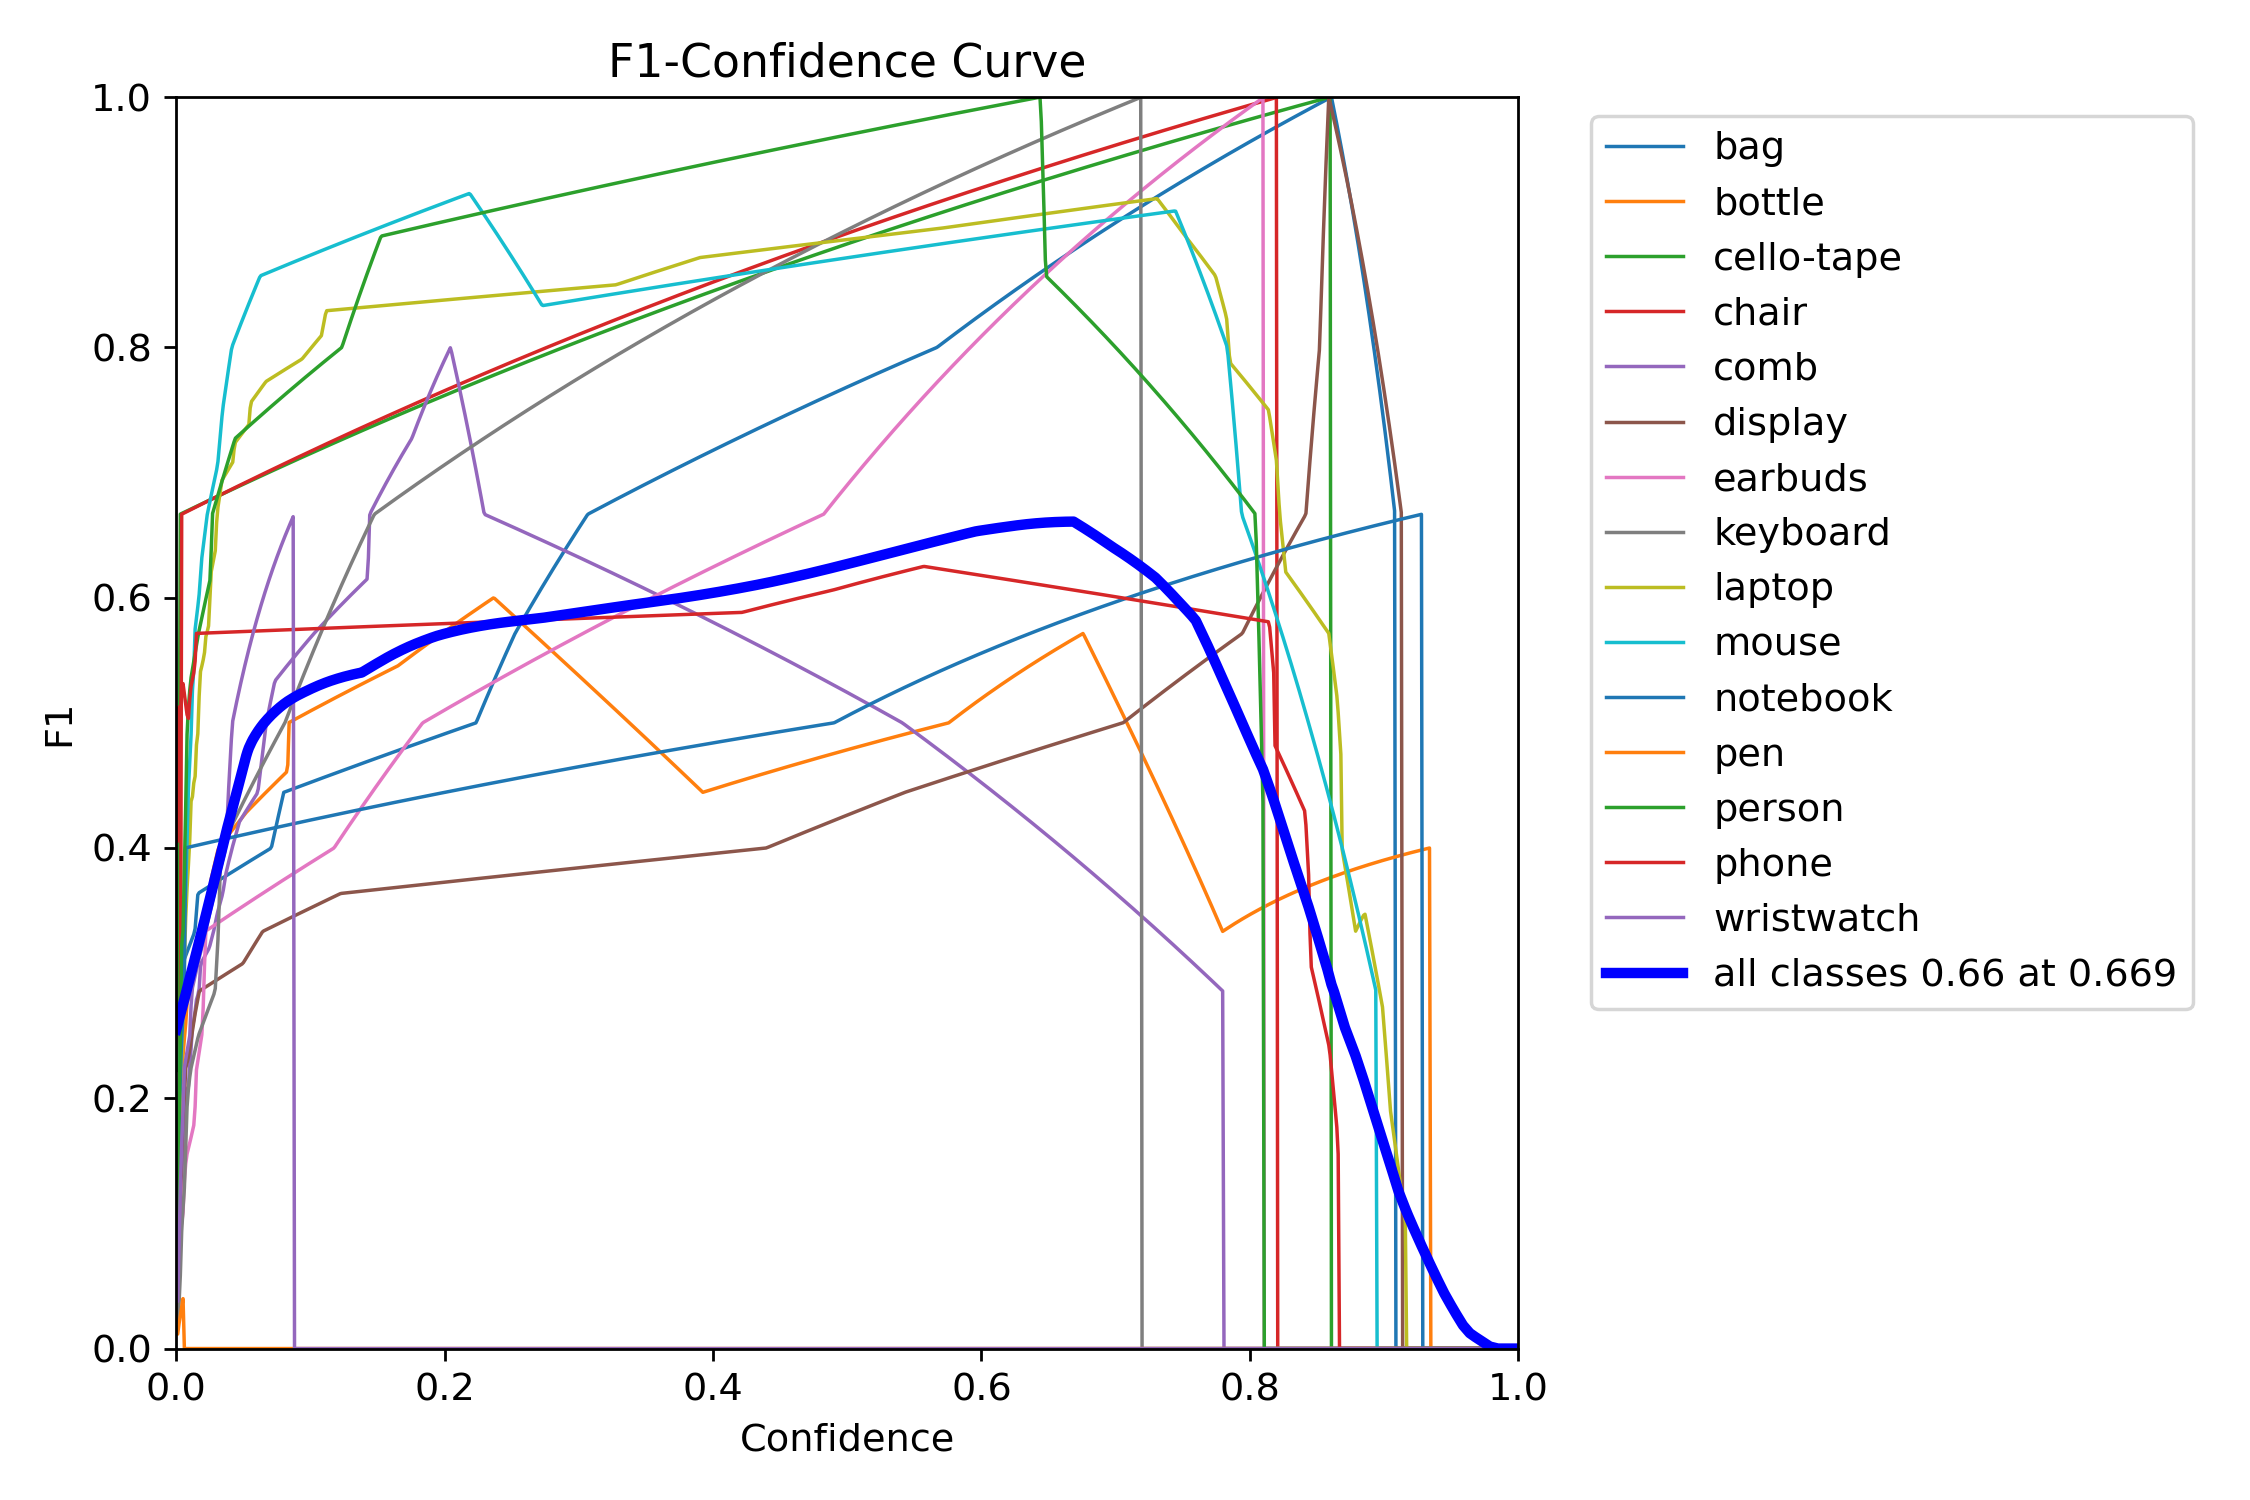 F1-Confidence Curve
1.0
0.8
0.6
0.4
0.2
0.0
F1
0.0 0.2 0.4 0.6 0.8 1.0
Confidence
bag
bottle
cello-tape
chair
comb
display
earbuds
keyboard
laptop
mouse
notebook
pen
person
phone
wristwatch
all classes 0.66 at 0.669